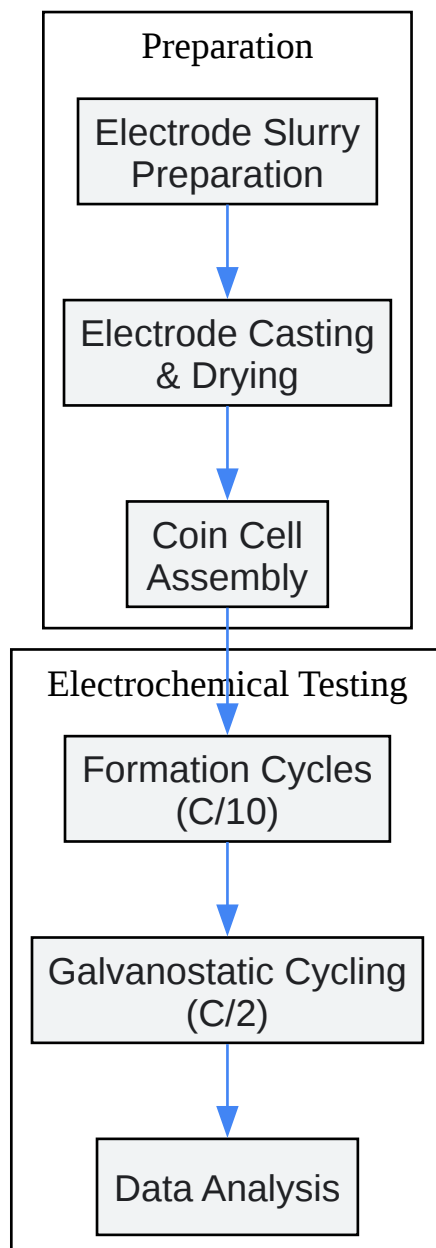 Preparation
Electrode Slurry
Preparation
Electrode Casting
& Drying
Coin Cell
Assembly
Electrochemical Testing
Formation Cycles
(C/10)
Galvanostatic Cycling
(C/2)
Data Analysis